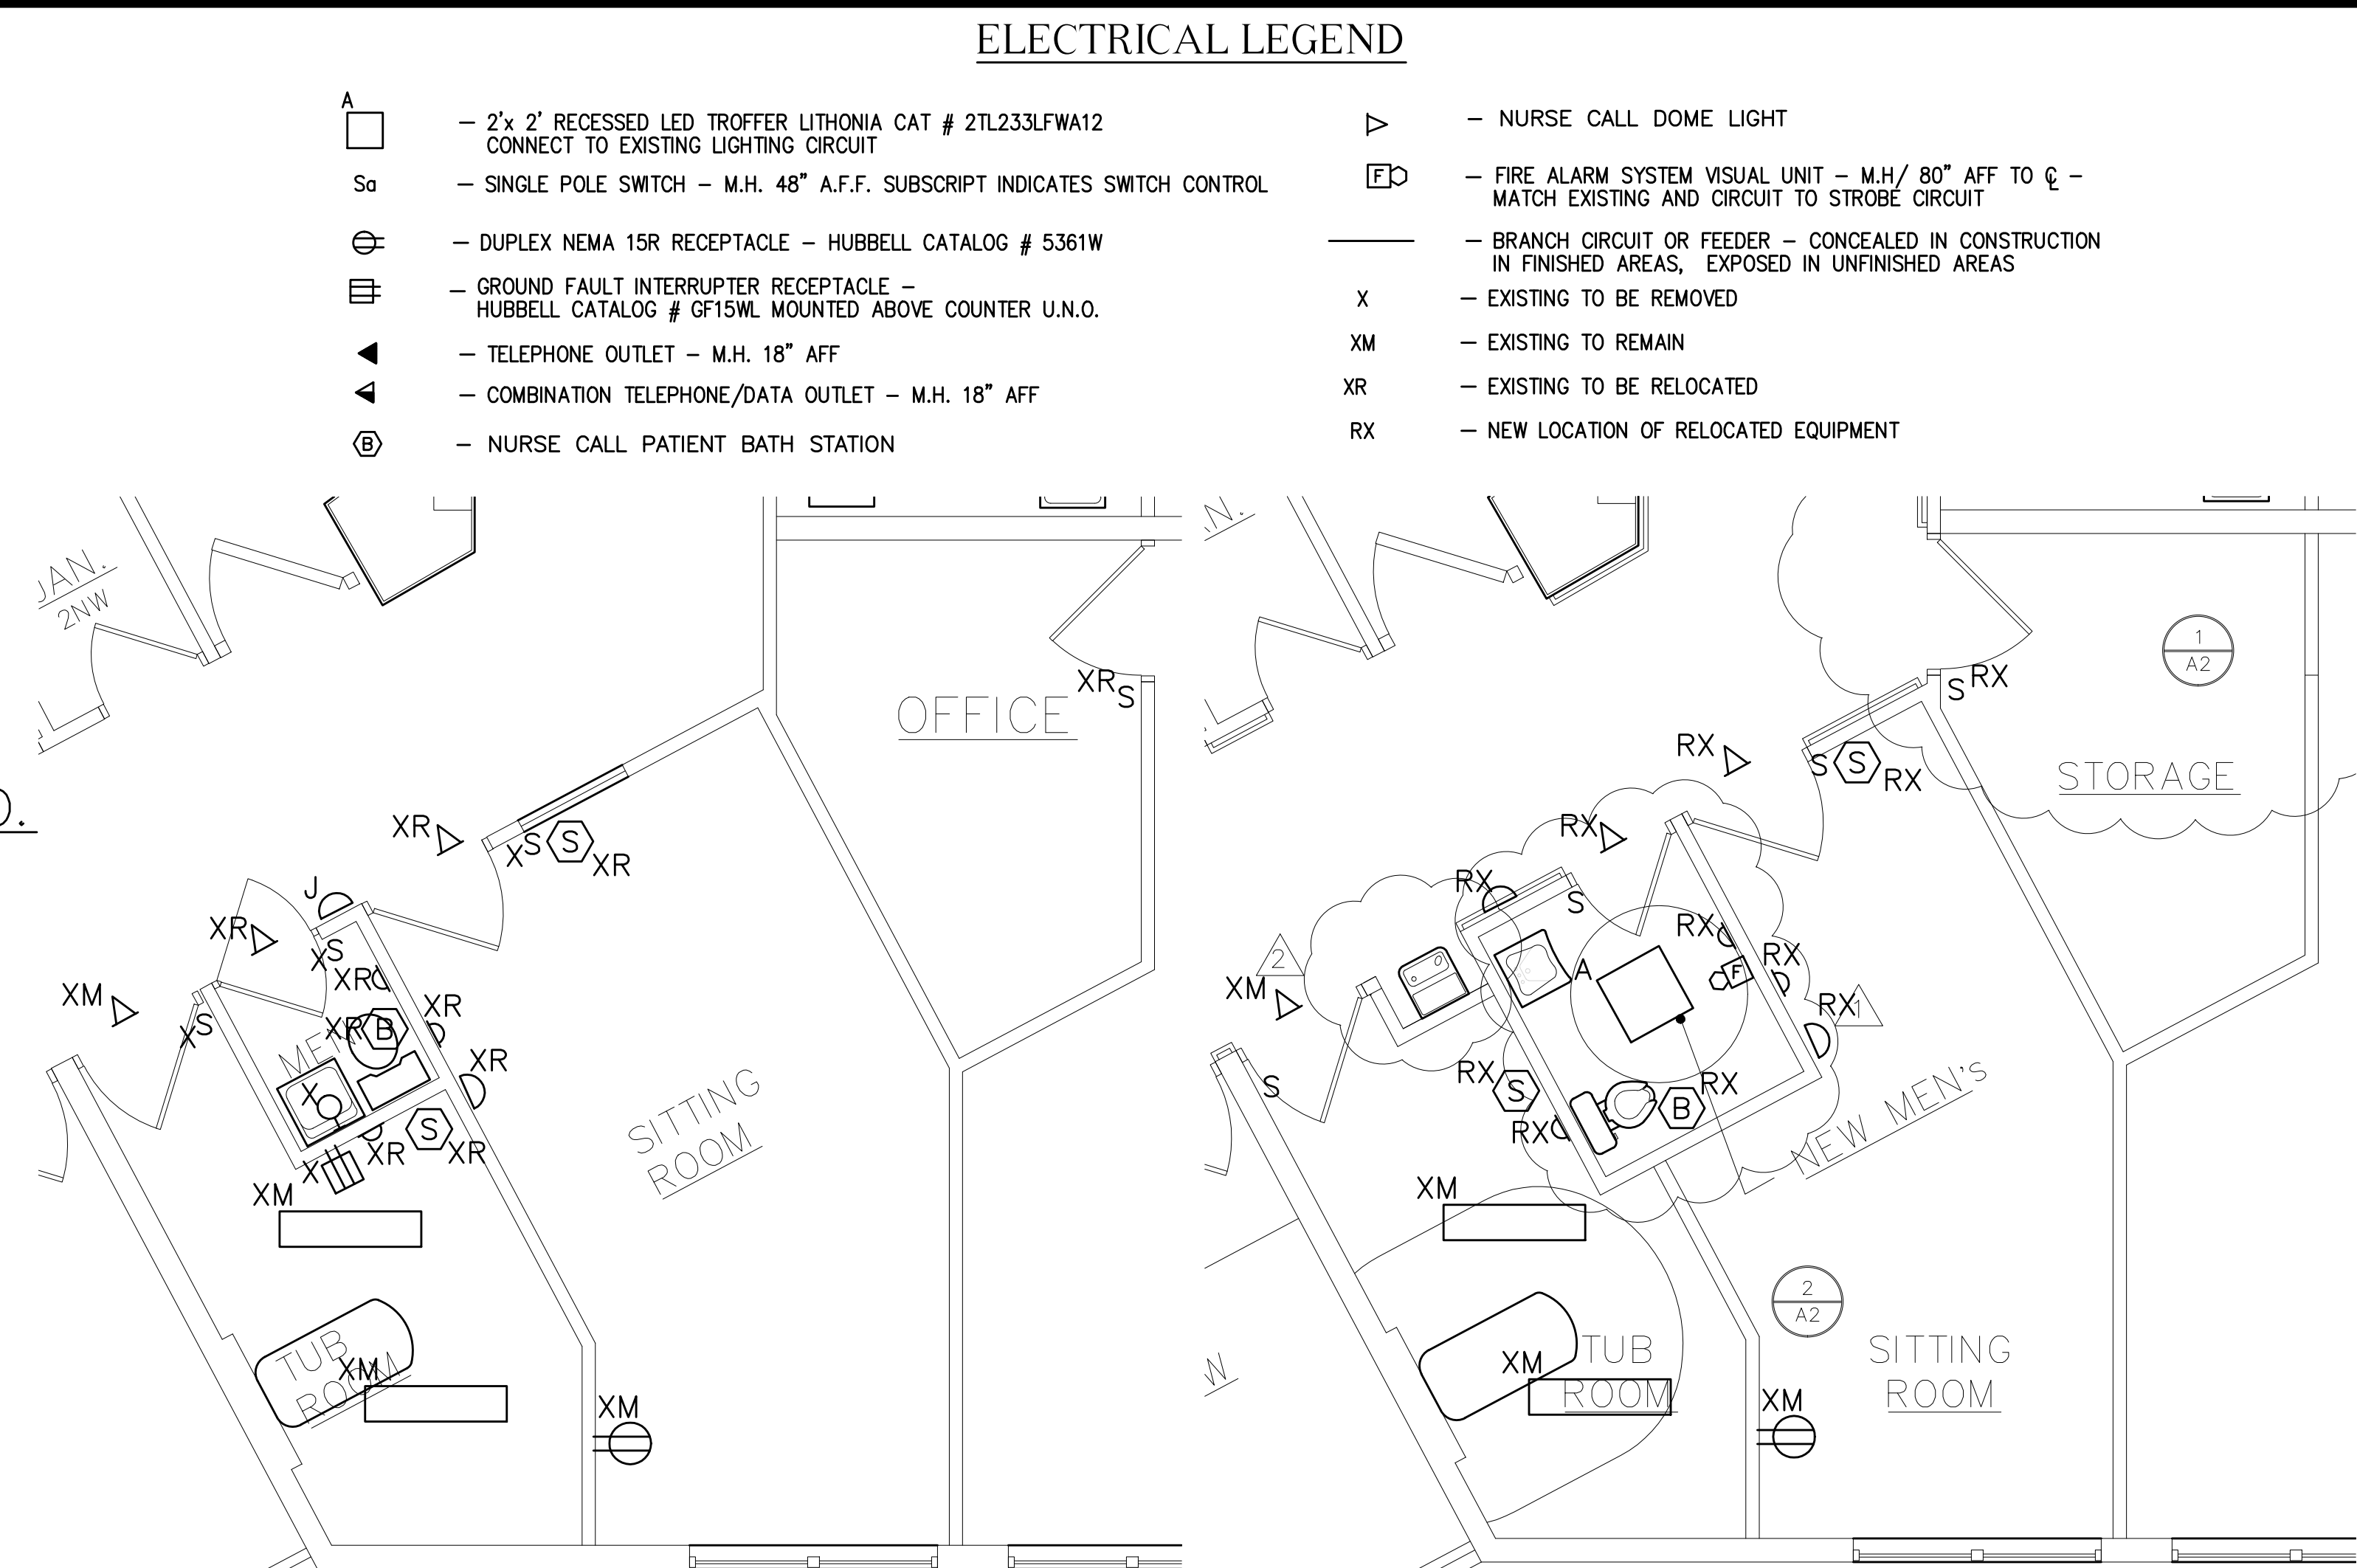 ELECTRICAL LEGEND
A
— 2'x 2' RECESSED LED TROFFER LITHONIA CAT # 2TL233LFWA12
CONNECT TO EXISTING LIGHTING CIRCUIT
Sa
— SINGLE POLE SWITCH – M.H. 48" A.F.F. SUBSCRIPT INDICATES SWITCH CONTROL
— DUPLEX NEMA 15R RECEPTACLE – HUBBELL CATALOG # 5361W
— GROUND FAULT INTERRUPTER RECEPTACLE –
HUBBELL CATALOG # GF15WL MOUNTED ABOVE COUNTER U.N.O.
— TELEPHONE OUTLET – M.H. 18" AFF
— COMBINATION TELEPHONE/DATA OUTLET – M.H. 18" AFF
B
— NURSE CALL PATIENT BATH STATION
— NURSE CALL DOME LIGHT
F
— FIRE ALARM SYSTEM VISUAL UNIT – M.H/ 80" AFF TO ℄ –
MATCH EXISTING AND CIRCUIT TO STROBE CIRCUIT
— BRANCH CIRCUIT OR FEEDER – CONCEALED IN CONSTRUCTION
IN FINISHED AREAS, EXPOSED IN UNFINISHED AREAS
X
— EXISTING TO BE REMOVED
XM
— EXISTING TO REMAIN
XR
— EXISTING TO BE RELOCATED
RX
— NEW LOCATION OF RELOCATED EQUIPMENT
JAN.
2NW
OFFICE
XR
S
XR
X
S
S
XR
J
XR
X
S
XR
XM
X
S
XR
XR
B
MEN
XR
X
S
XR
XR
X
XM
SITTING
ROOM
TUB
ROOM
XM
XM
1
A2
S
RX
STORAGE
RX
S
S
RX
RX
RX
S
RX
F
RX
RX
1
2
XM
A
S
RX
S
RX
B
RX
NEW MEN's
XM
2
A2
TUB
ROOM
XM
SITTING
ROOM
XM
W